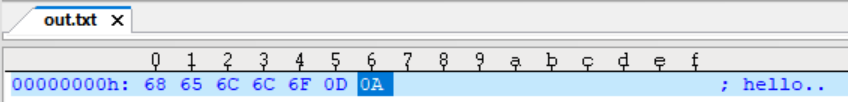 out.txt ×
0 1 2 3 4 5 6 7 8 9 a b c d e f
00000000h: 68 65 6C 6C 6F 0D 0A ; hello..